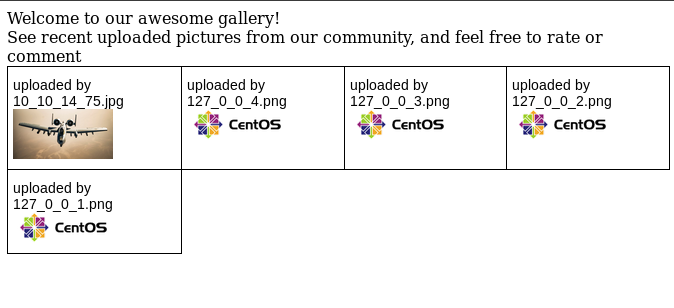 Welcome to our awesome gallery!
See recent uploaded pictures from our community, and feel free to rate or
comment
uploaded by
10_10_14_75.jpg
uploaded by
127_0_0_4.png
CentOS
uploaded by
127_0_0_3.png
CentOS
uploaded by
127_0_0_2.png
CentOS
uploaded by
127_0_0_1.png
CentOS